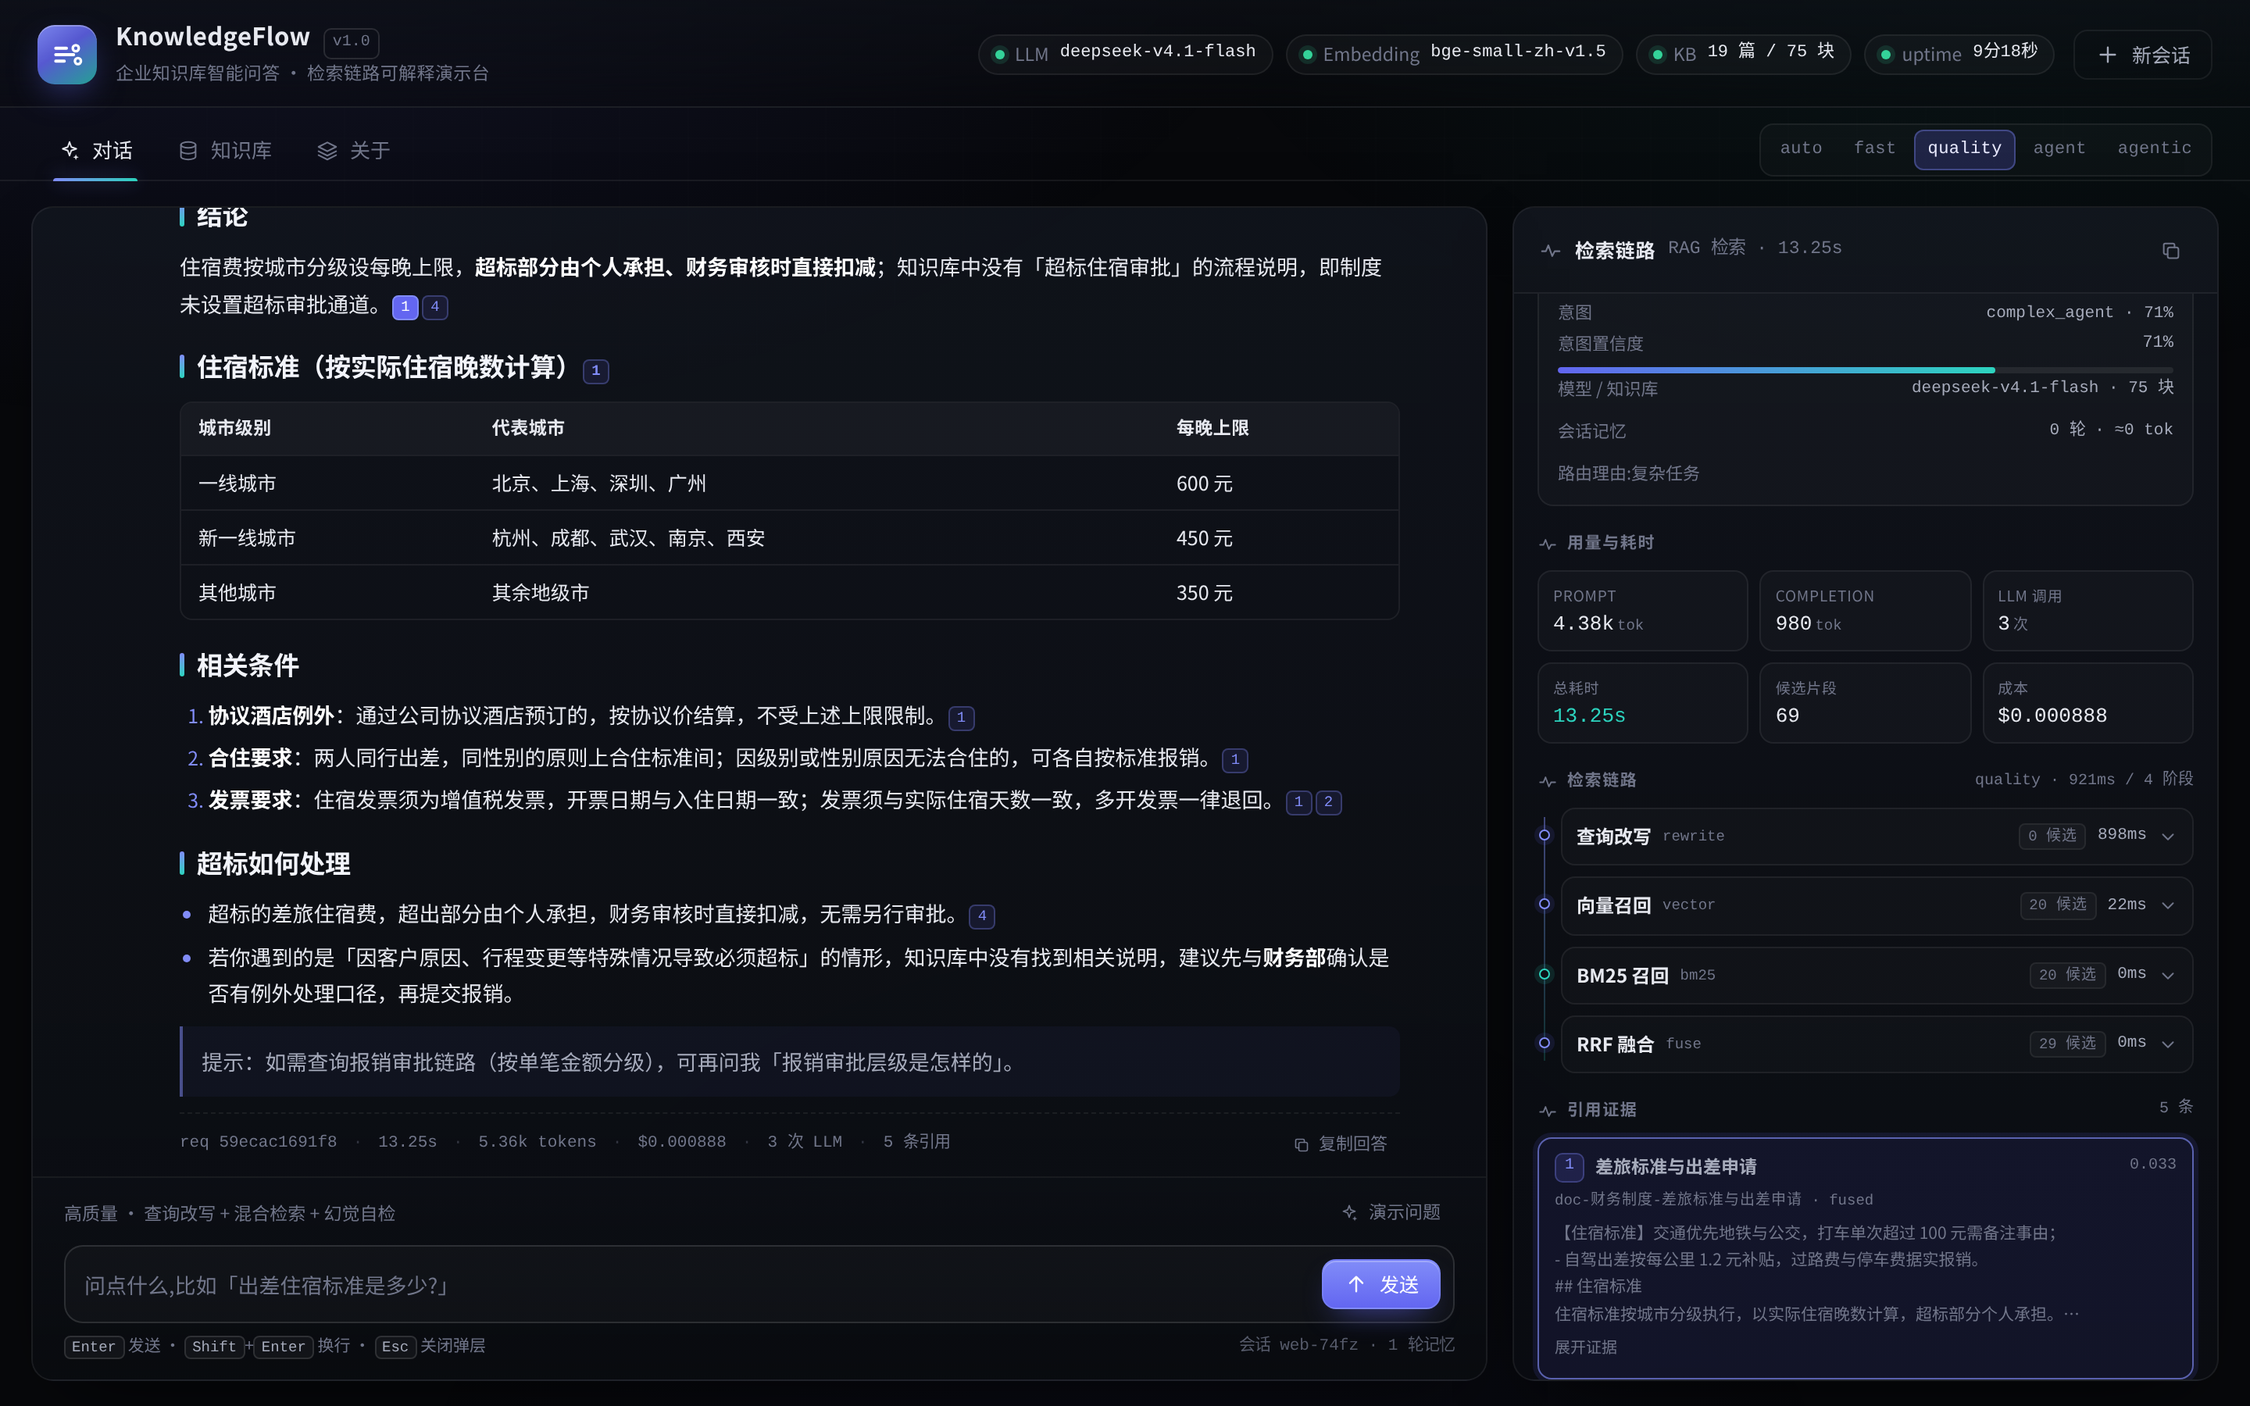 KnowledgeFlow v1.0
企业知识库智能问答 • 检索链路可解释演示台
LLM deepseek-v4.1-flash
Embedding bge-small-zh-v1.5
KB 19 篇 / 75 块
uptime 9分18秒
新会话
对话
知识库
关于
auto fast quality agent agentic
结论
住宿费按城市分级设每晚上限，超标部分由个人承担、财务审核时直接扣减；知识库中没有「超标住宿审批」的流程说明，即制度
未设置超标审批通道。 1 4
住宿标准（按实际住宿晚数计算） 1
城市级别 代表城市 每晚上限
一线城市 北京、上海、深圳、广州 600 元
新一线城市 杭州、成都、武汉、南京、西安 450 元
其他城市 其余地级市 350 元
相关条件
1. 协议酒店例外：通过公司协议酒店预订的，按协议价结算，不受上述上限限制。 1
2. 合住要求：两人同行出差，同性别的原则上合住标准间；因级别或性别原因无法合住的，可各自按标准报销。 1
3. 发票要求：住宿发票须为增值税发票，开票日期与入住日期一致；发票须与实际住宿天数一致，多开发票一律退回。 1 2
超标如何处理
• 超标的差旅住宿费，超出部分由个人承担，财务审核时直接扣减，无需另行审批。 4
• 若你遇到的是「因客户原因、行程变更等特殊情况导致必须超标」的情形，知识库中没有找到相关说明，建议先与财务部确认是
否有例外处理口径，再提交报销。
提示：如需查询报销审批链路（按单笔金额分级），可再问我「报销审批层级是怎样的」。
req 59ecac1691f8 · 13.25s · 5.36k tokens · $0.000888 · 3 次 LLM · 5 条引用
复制回答
高质量 • 查询改写 + 混合检索 + 幻觉自检
演示问题
问点什么,比如「出差住宿标准是多少?」
发送
Enter 发送 • Shift+Enter 换行 • Esc 关闭弹层
会话 web-74fz · 1 轮记忆
检索链路 RAG 检索 · 13.25s
意图 complex_agent · 71%
意图置信度 71%
模型 / 知识库 deepseek-v4.1-flash · 75 块
会话记忆 0 轮 · ≈0 tok
路由理由:复杂任务
用量与耗时
PROMPT
4.38k tok
COMPLETION
980 tok
LLM 调用
3 次
总耗时
13.25s
候选片段
69
成本
$0.000888
检索链路 quality · 921ms / 4 阶段
查询改写 rewrite 0 候选 898ms
向量召回 vector 20 候选 22ms
BM25 召回 bm25 20 候选 0ms
RRF 融合 fuse 29 候选 0ms
引用证据 5 条
1 差旅标准与出差申请 0.033
doc-财务制度-差旅标准与出差申请 · fused
【住宿标准】交通优先地铁与公交，打车单次超过 100 元需备注事由；
- 自驾出差按每公里 1.2 元补贴，过路费与停车费据实报销。
## 住宿标准
住宿标准按城市分级执行，以实际住宿晚数计算，超标部分个人承担。…
展开证据